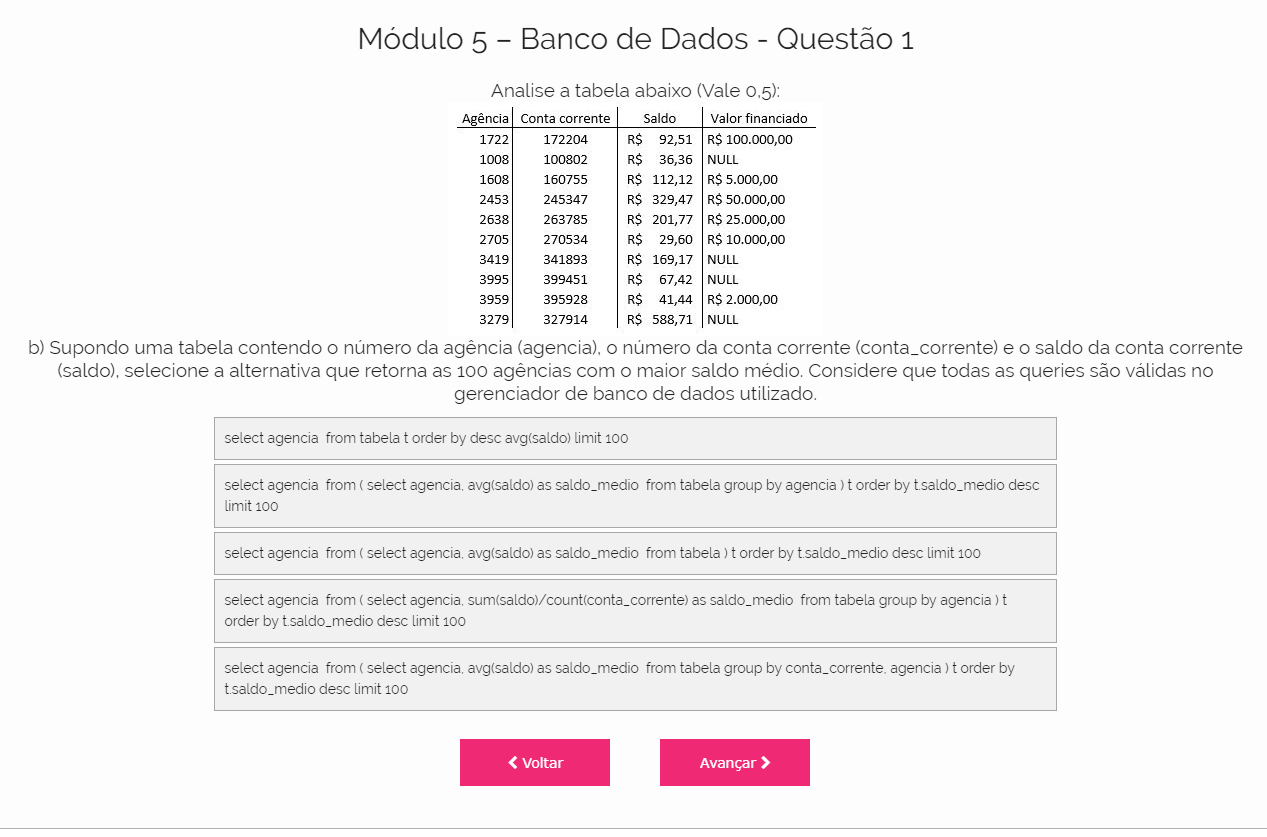 Módulo 5 – Banco de Dados - Questão 1
Analise a tabela abaixo (Vale 0,5):
Agência Conta corrente Saldo Valor financiado
1722 172204 R$ 92,51 R$ 100.000,00
1008 100802 R$ 36,36 NULL
1608 160755 R$ 112,12 R$ 5.000,00
2453 245347 R$ 329,47 R$ 50.000,00
2638 263785 R$ 201,77 R$ 25.000,00
2705 270534 R$ 29,60 R$ 10.000,00
3419 341893 R$ 169,17 NULL
3995 399451 R$ 67,42 NULL
3959 395928 R$ 41,44 R$ 2.000,00
3279 327914 R$ 588,71 NULL
b) Supondo uma tabela contendo o número da agência (agencia), o número da conta corrente (conta_corrente) e o saldo da conta corrente
(saldo), selecione a alternativa que retorna as 100 agências com o maior saldo médio. Considere que todas as queries são válidas no
gerenciador de banco de dados utilizado.
select agencia from tabela t order by desc avg(saldo) limit 100
select agencia from ( select agencia, avg(saldo) as saldo_medio from tabela group by agencia ) t order by t.saldo_medio desc
limit 100
select agencia from ( select agencia, avg(saldo) as saldo_medio from tabela ) t order by t.saldo_medio desc limit 100
select agencia from ( select agencia, sum(saldo)/count(conta_corrente) as saldo_medio from tabela group by agencia ) t
order by t.saldo_medio desc limit 100
select agencia from ( select agencia, avg(saldo) as saldo_medio from tabela group by conta_corrente, agencia ) t order by
t.saldo_medio desc limit 100
Voltar
Avançar